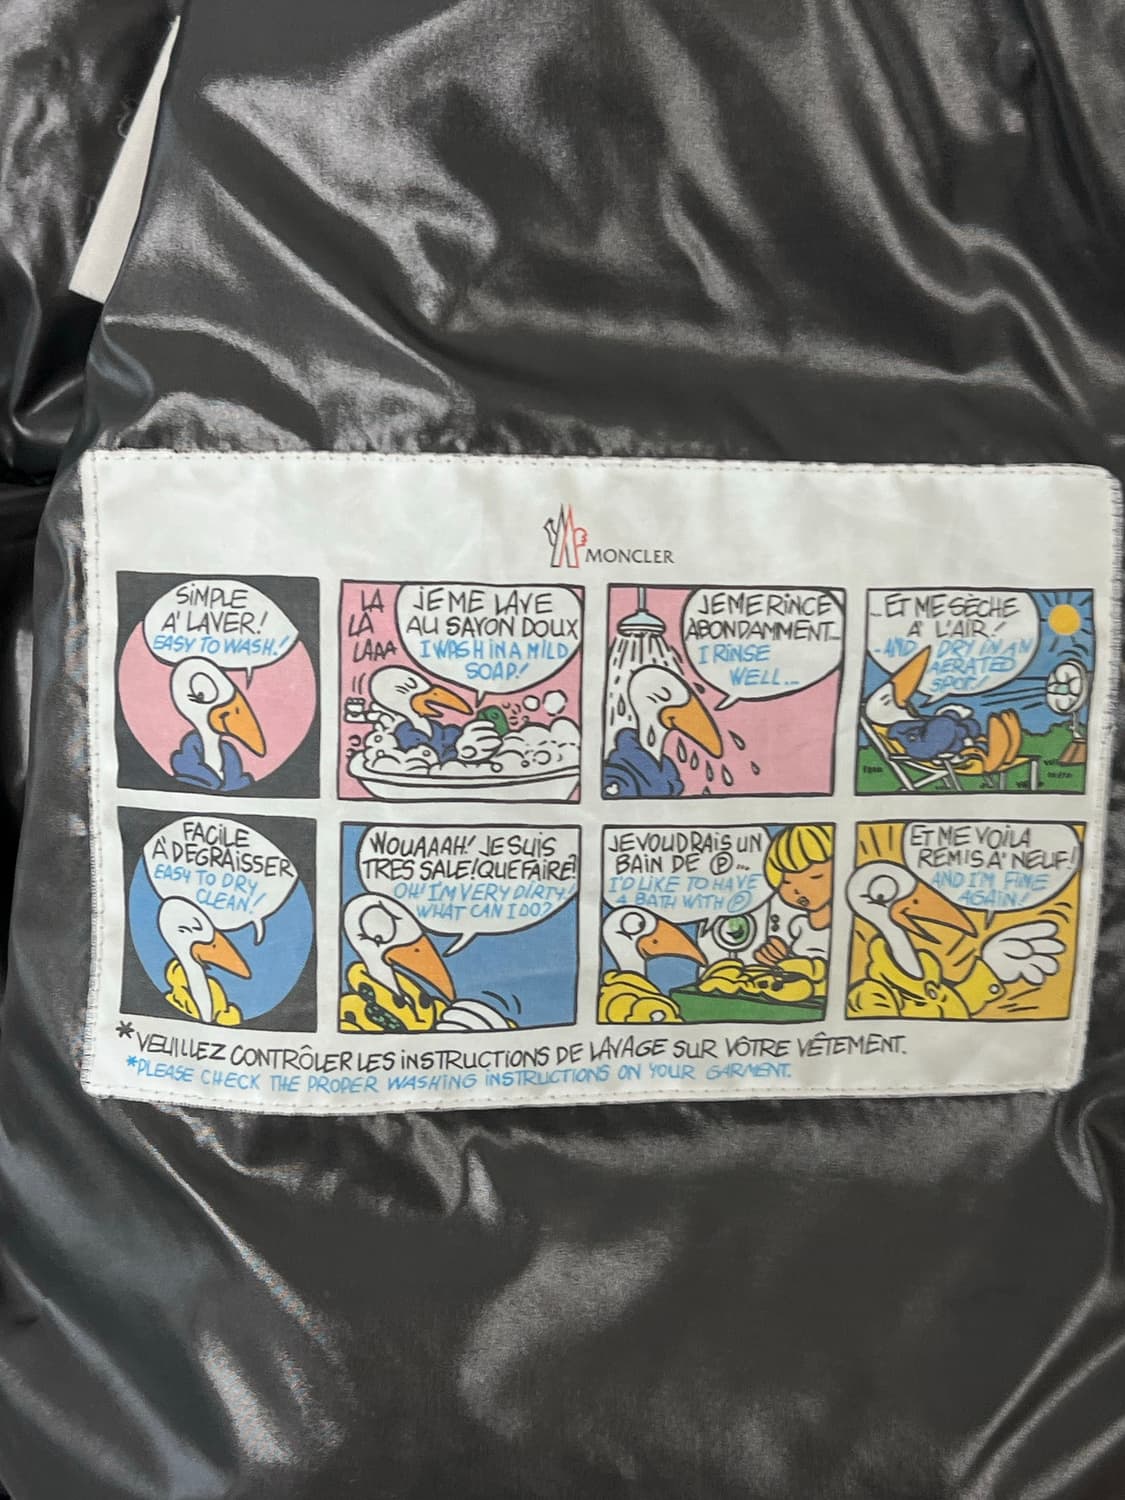 MONCLER
SIMPLE
A' LAVER!
EASY TO WASH!
LA
LA
LAAA
JE ME LAVE
AU SAVON DOUX
I WASH IN A MILD
SOAP!
JE ME RINCE
ABONDAMMENT...
I RINSE
WELL...
...ET ME SÈCHE
A' L'AIR!
-AND DRY IN AN
AERATED
SPOT!
FACILE
A' DEGRAISSER
EASY TO DRY
CLEAN!
WOUAAAH! JE SUIS
TRES SALE! QUE FAIRE?
OH! I'M VERY DIRTY!
WHAT CAN I DO?
JE VOUDRAIS UN
BAIN DE Ⓟ...
I'D LIKE TO HAVE
A BATH WITH Ⓟ
ET ME VOILA
REMIS A' NEUF!
AND I'M FINE
AGAIN!
*VEUILLEZ CONTRÔLER LES INSTRUCTIONS DE LAVAGE SUR VÔTRE VÊTEMENT.
*PLEASE CHECK THE PROPER WASHING INSTRUCTIONS ON YOUR GARMENT.